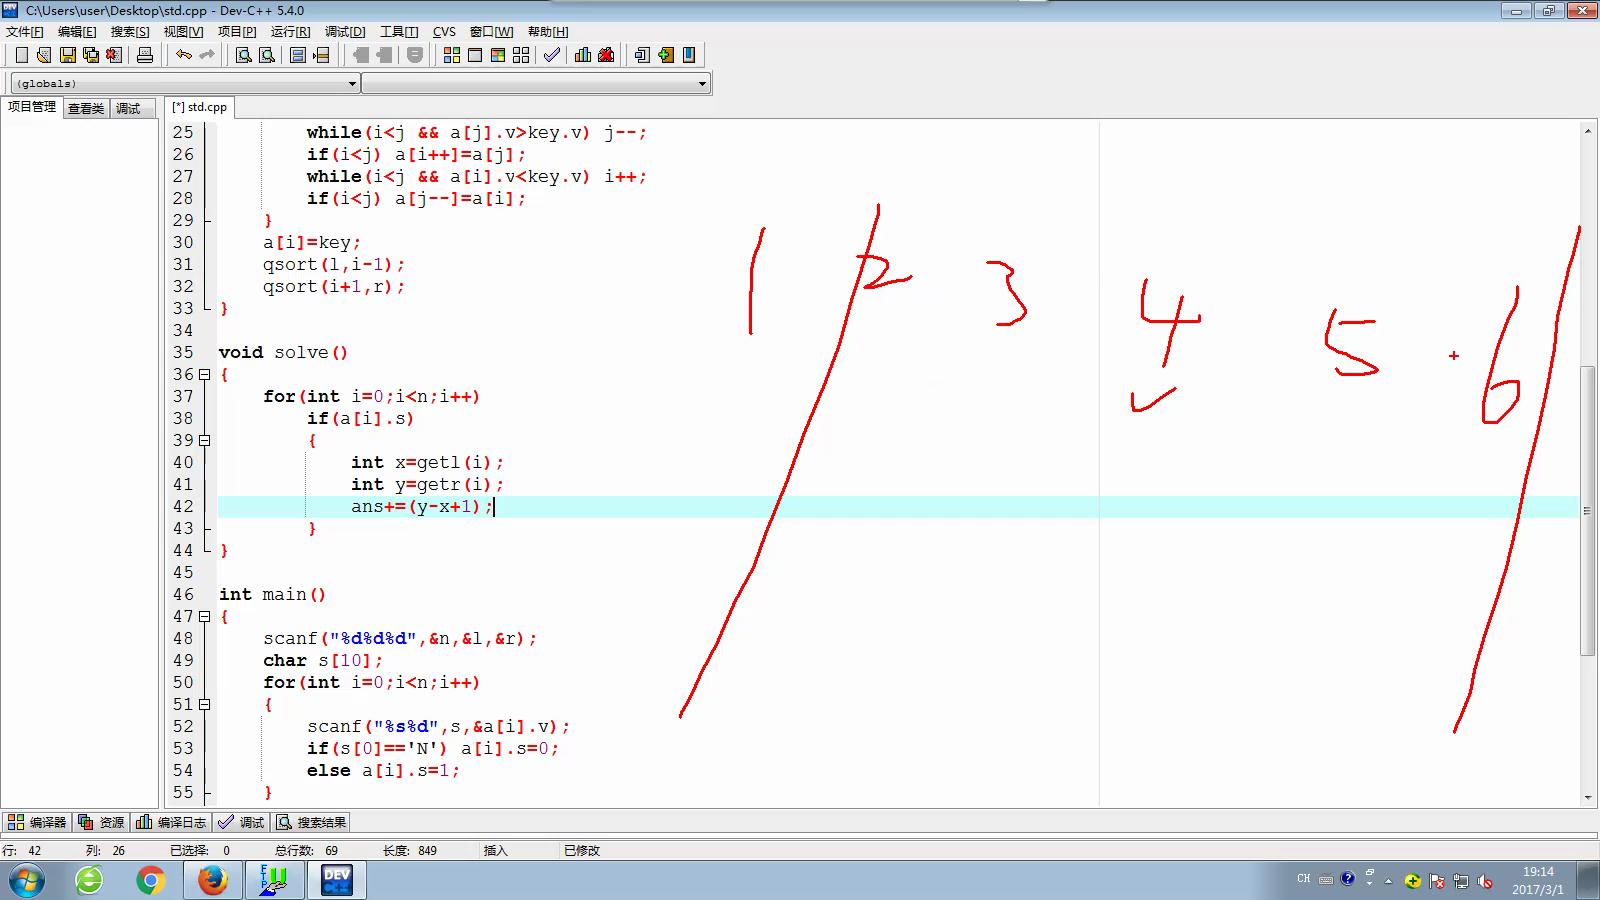 C:\Users\user\Desktop\std.cpp - Dev-C++ 5.4.0
文件[F] 编辑[E] 搜索[S] 视图[V] 项目[P] 运行[R] 调试[D] 工具[T] CVS 窗口[W] 帮助[H]
(globals)
项目管理 查看类 调试 [*] std.cpp
25 while(i<j && a[j].v>key.v) j--;
26 if(i<j) a[i++]=a[j];
27 while(i<j && a[i].v<key.v) i++;
28 if(i<j) a[j--]=a[i];
29 }
30 a[i]=key;
31 qsort(l,i-1);
32 qsort(i+1,r);
33 }
34
35 void solve()
36 {
37 for(int i=0;i<n;i++)
38 if(a[i].s)
39 {
40 int x=getl(i);
41 int y=getr(i);
42 ans+=(y-x+1);
43 }
44 }
45
46 int main()
47 {
48 scanf("%d%d%d",&n,&l,&r);
49 char s[10];
50 for(int i=0;i<n;i++)
51 {
52 scanf("%s%d",s,&a[i].v);
53 if(s[0]=='N') a[i].s=0;
54 else a[i].s=1;
55 }
1 2 3 4 5 6
编译器 资源 编译日志 调试 搜索结果
行: 42 列: 26 已选择: 0 总行数: 69 长度: 849 插入 已修改
FTP DEV C++ CH 19:14
2017/3/1